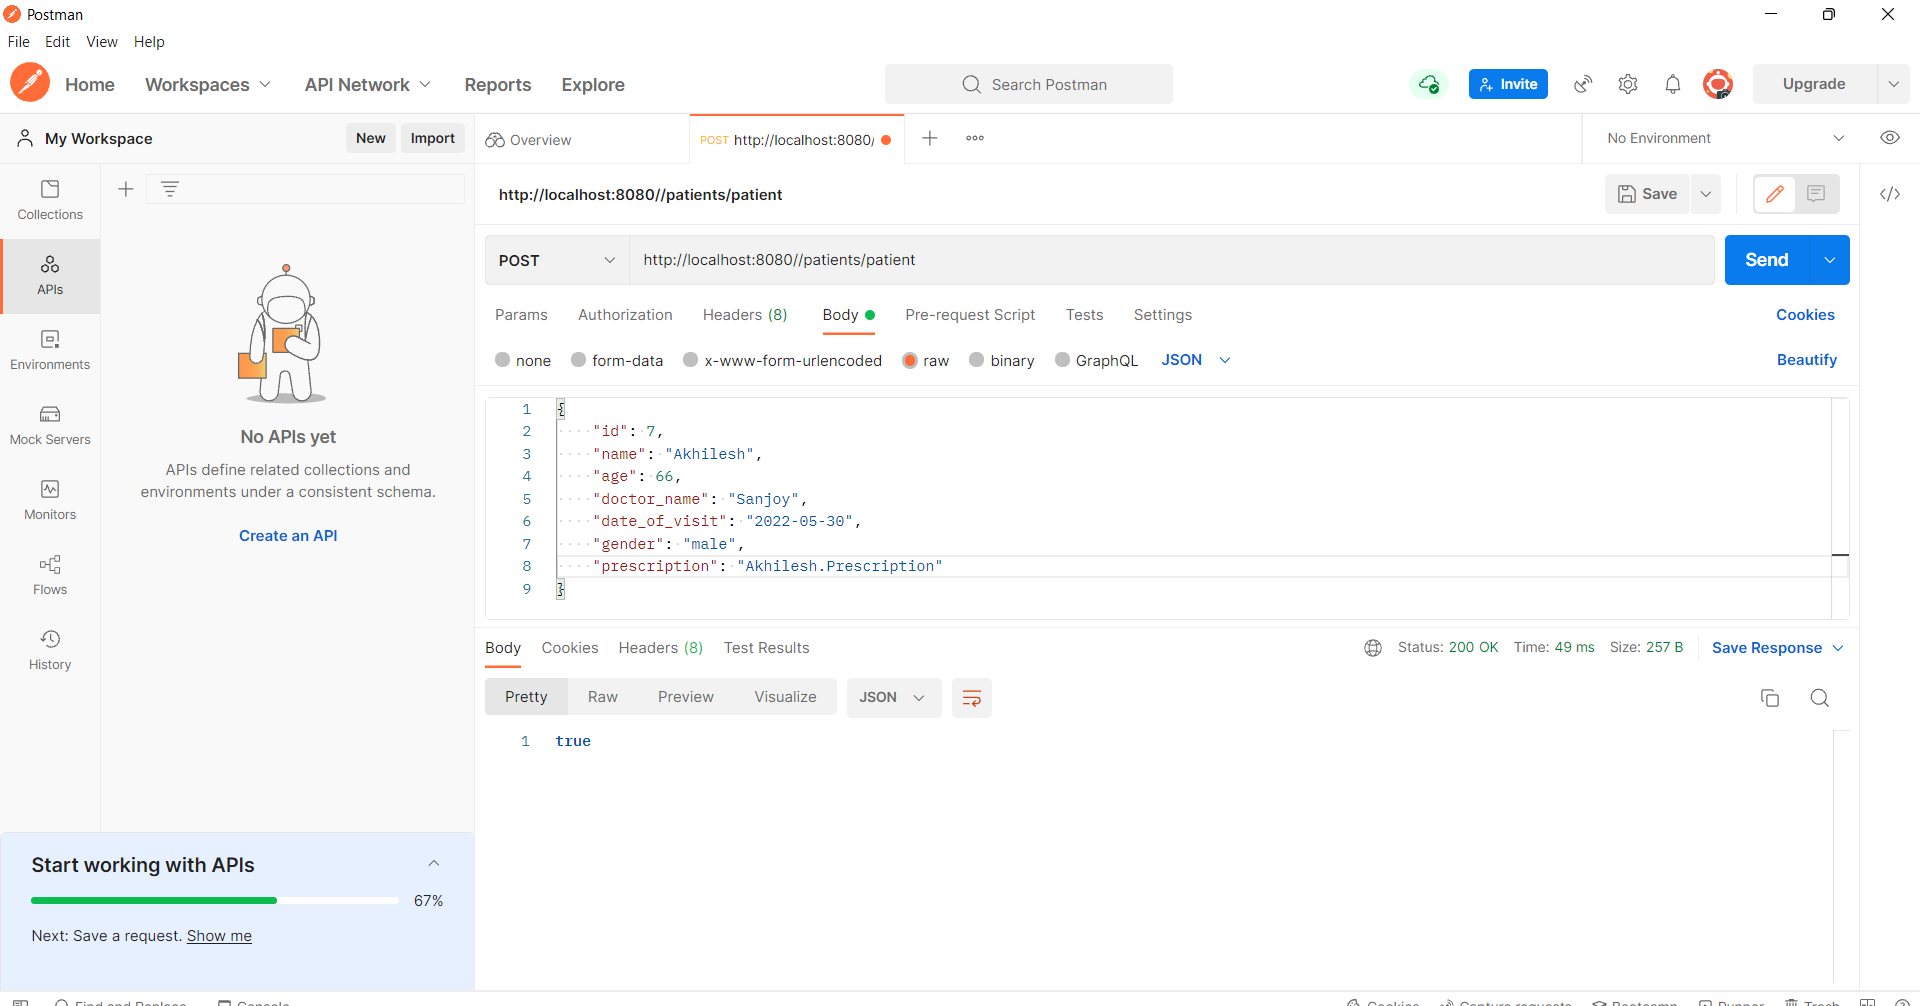 Postman
File Edit View Help
Home Workspaces API Network Reports Explore Search Postman Invite Upgrade
My Workspace New Import Overview POST http://localhost:8080/ No Environment
http://localhost:8080//patients/patient Save
POST http://localhost:8080//patients/patient Send
Params Authorization Headers (8) Body Pre-request Script Tests Settings Cookies
none form-data x-www-form-urlencoded raw binary GraphQL JSON Beautify
1 {
2 "id": 7,
3 "name": "Akhilesh",
4 "age": 66,
5 "doctor_name": "Sanjoy",
6 "date_of_visit": "2022-05-30",
7 "gender": "male",
8 "prescription": "Akhilesh.Prescription"
9 }
Body Cookies Headers (8) Test Results Status: 200 OK Time: 49 ms Size: 257 B Save Response
Pretty Raw Preview Visualize JSON
1 true
Collections
APIs
Environments
Mock Servers
Monitors
Flows
History
No APIs yet
APIs define related collections and
environments under a consistent schema.
Create an API
Start working with APIs
67%
Next: Save a request. Show me
Find and Replace Console Cookies Capture requests Bootcamp Runner Trash